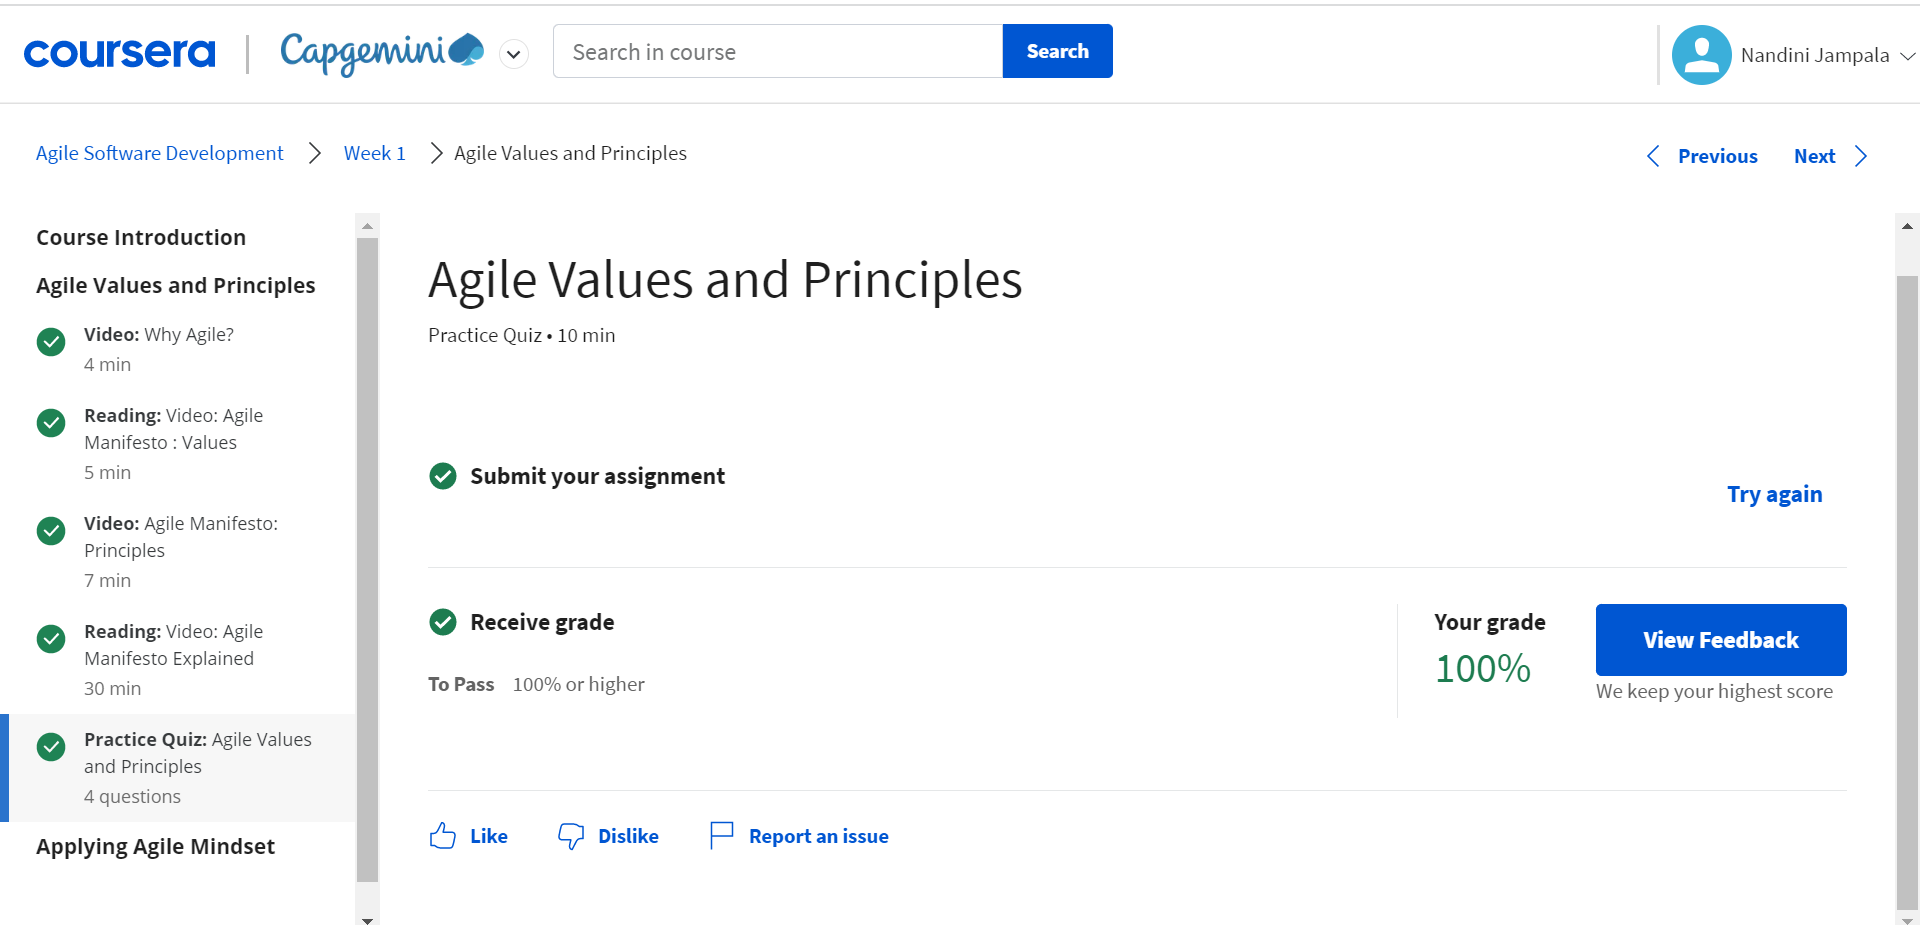 coursera
Capgemini
Search in course
Search
Nandini Jampala
Agile Software Development
Week 1
Agile Values and Principles
Previous
Next
Course Introduction
Agile Values and Principles
Video: Why Agile?
4 min
Reading: Video: Agile
Manifesto : Values
5 min
Video: Agile Manifesto:
Principles
7 min
Reading: Video: Agile
Manifesto Explained
30 min
Practice Quiz: Agile Values
and Principles
4 questions
Applying Agile Mindset
Agile Values and Principles
Practice Quiz • 10 min
Submit your assignment
Try again
Receive grade
To Pass 100% or higher
Your grade
100%
View Feedback
We keep your highest score
Like
Dislike
Report an issue